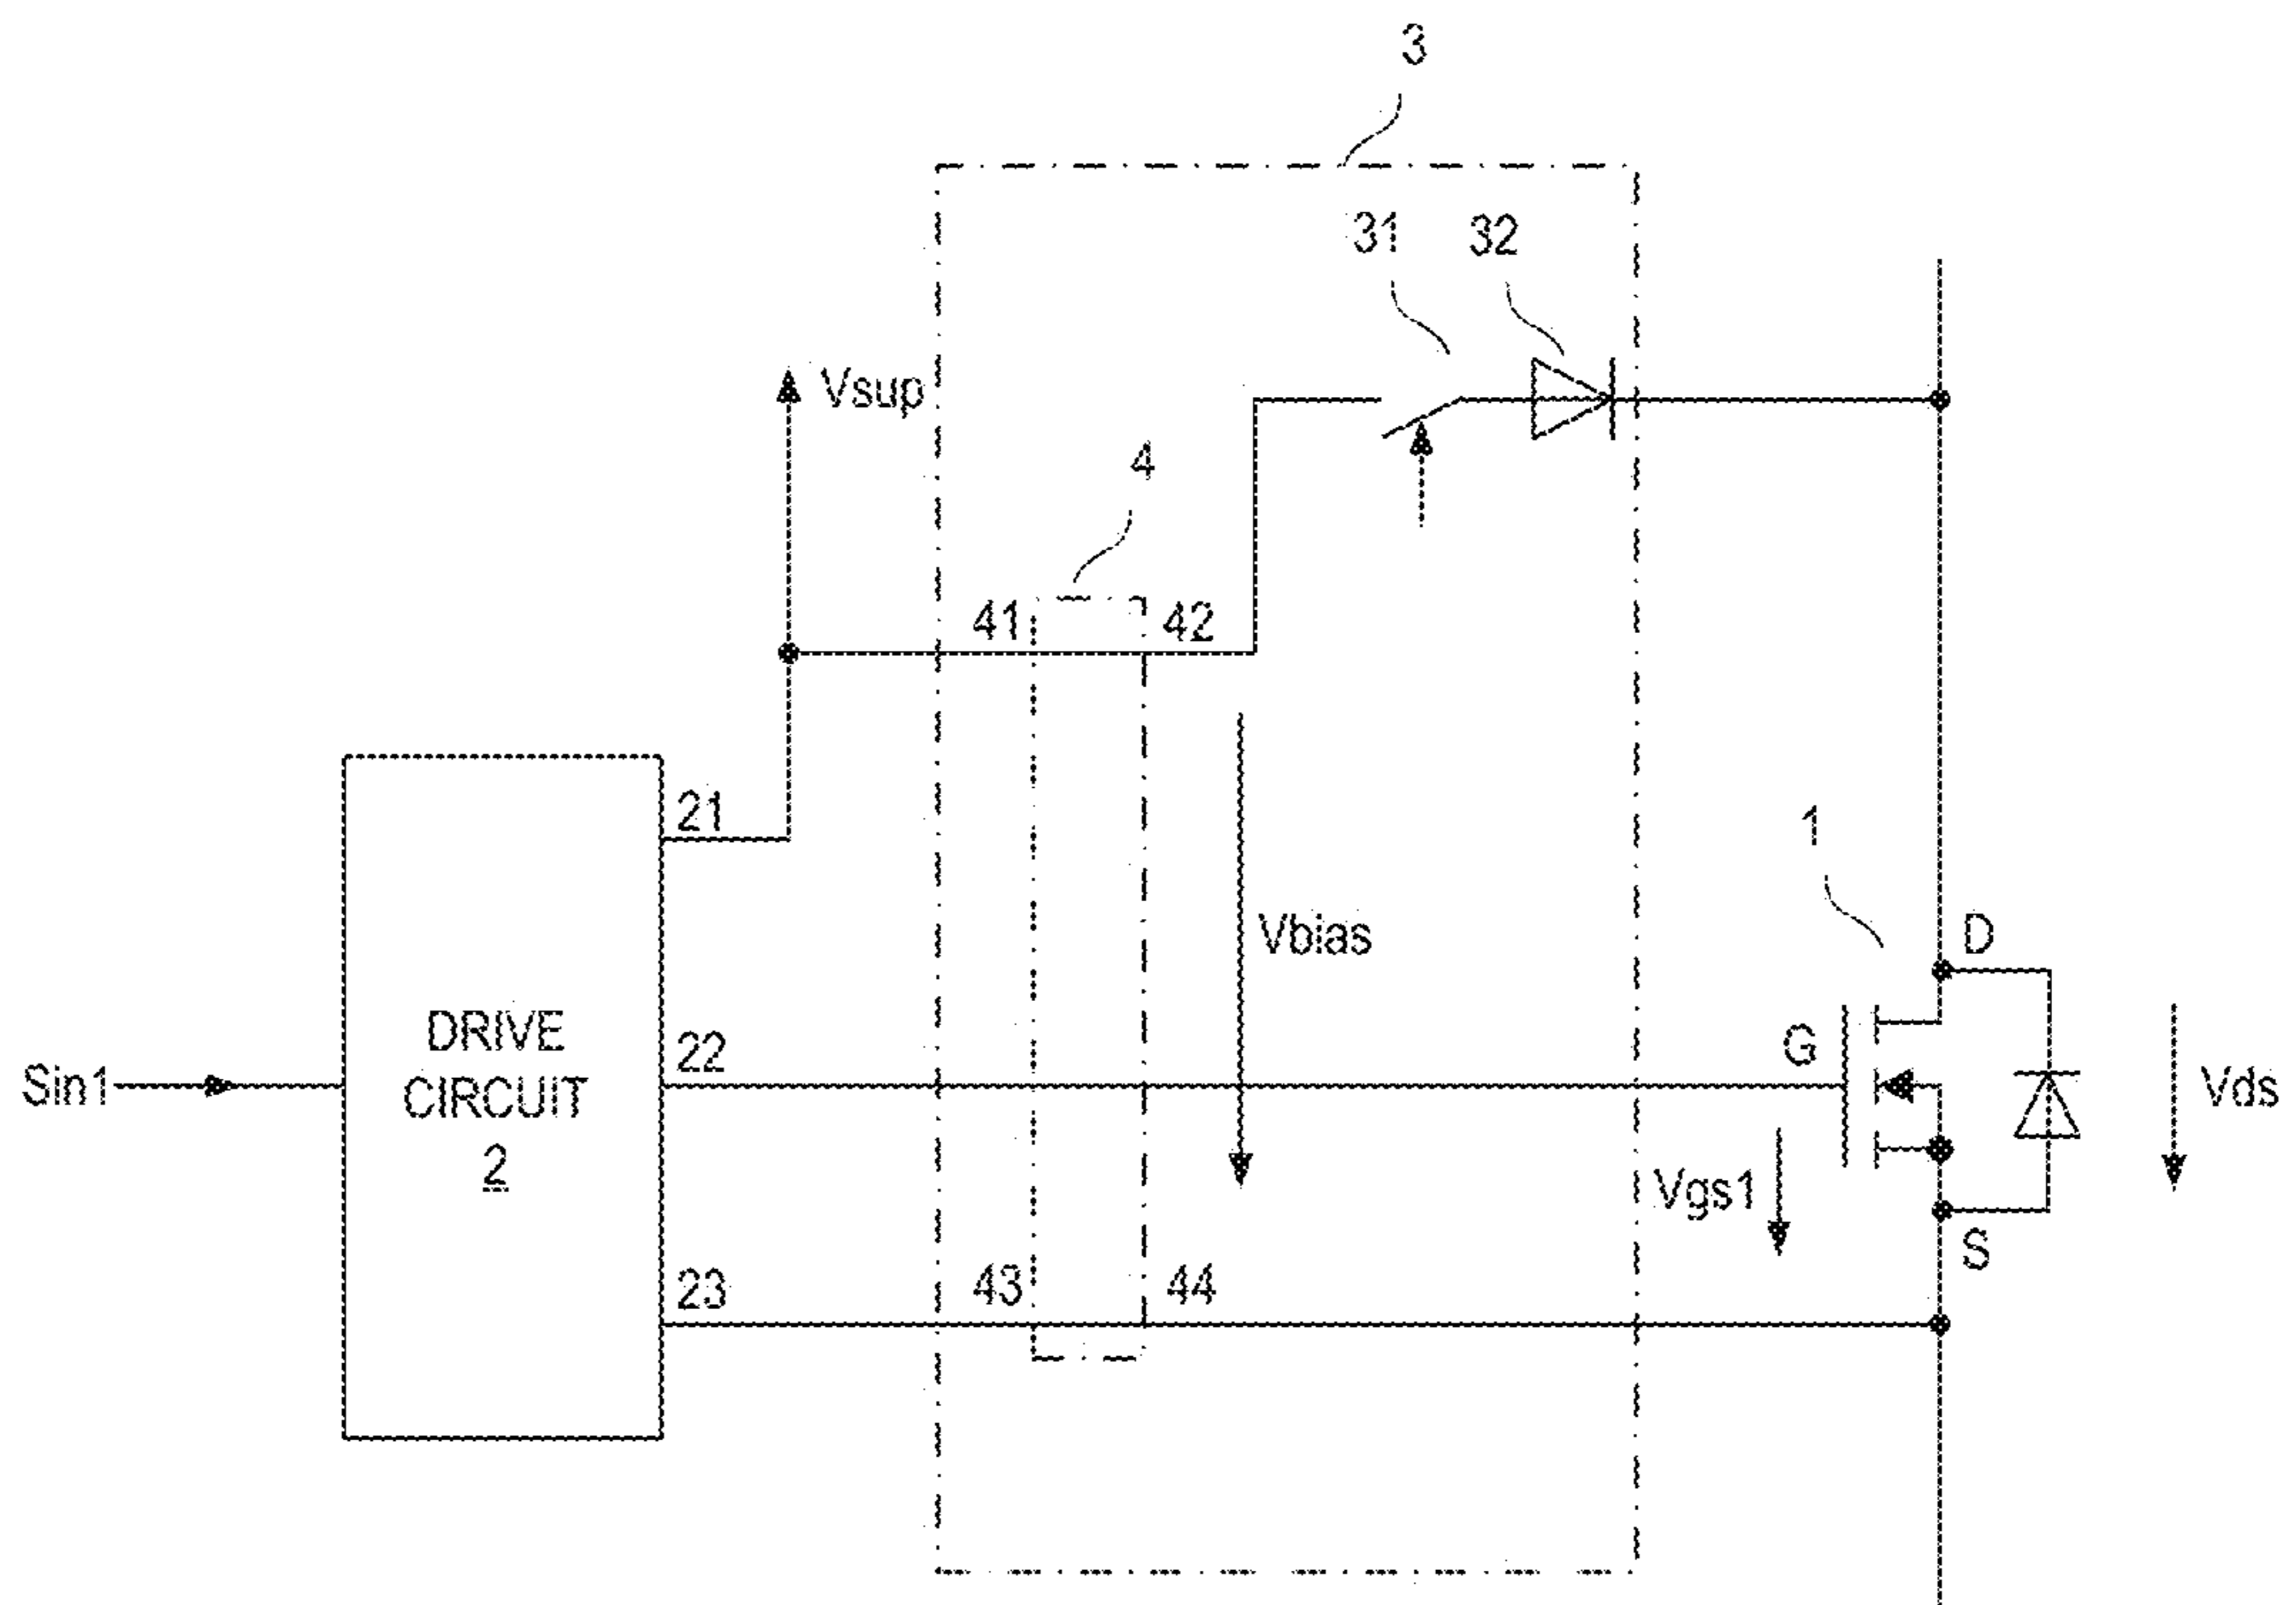 3
31 32
Vsup
4
41 42
21
1
Vbias
D
DRIVE
CIRCUIT
2
22
G
Sin1
Vds
Vgs1
S
23
43 44